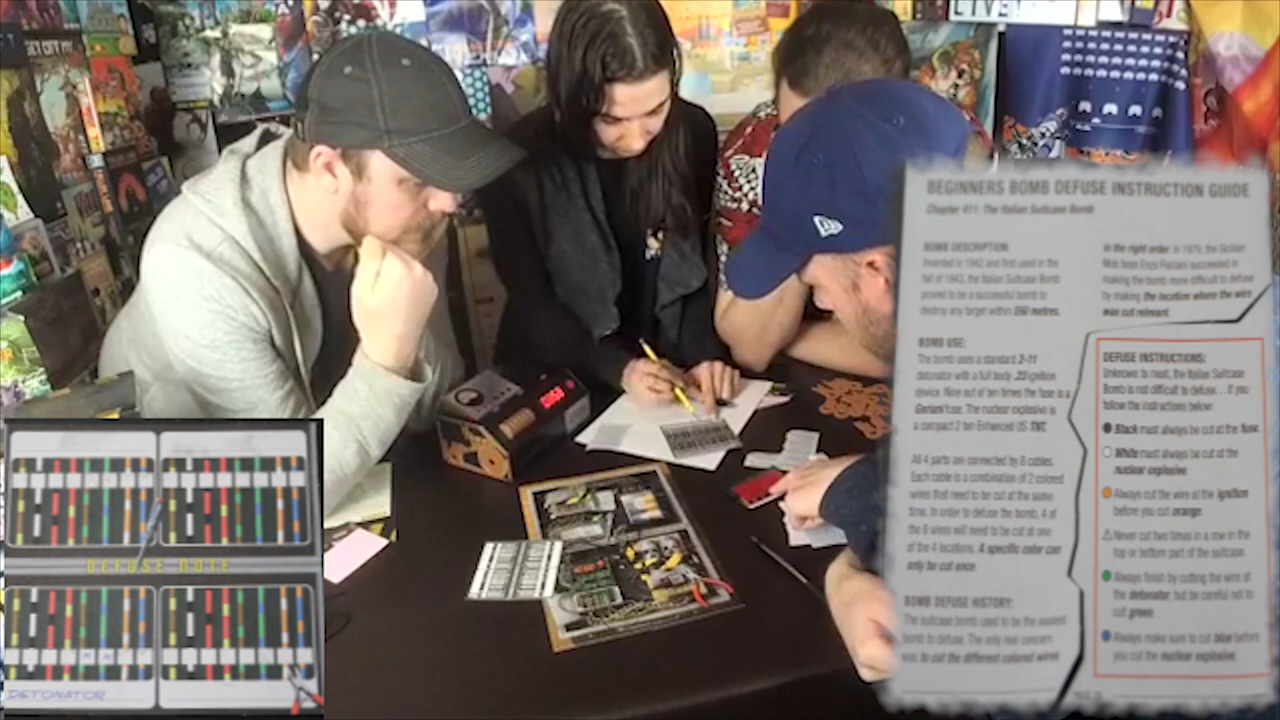 LIVE!
BEGINNERS BOMB DEFUSE INSTRUCTION GUIDE
Chapter 411: The Italian Suitcase Bomb
BOMB DESCRIPTION:
Invented in 1942 and first used in the
fall of 1943, the Italian Suitcase Bomb
proved to be a successful bomb to
destroy any target within 550 metres.
BOMB USE:
The bomb uses a standard 2-11
detonator with a full body .23 ignition
device. Nine out of ten times the fuse is a
fuse. The nuclear explosive is
a compact 2 ton Enhanced US TNT.
All 4 parts are connected by 8 cables.
Each cable is a combination of 2 colored
wires that need to be cut at the same
time. In order to defuse the bomb, 4 of
the 8 wires will need to be cut at one
of the 4 locations. A specific color can
only be cut once.
BOMB DEFUSE HISTORY:
The suitcase bomb used to be the easiest
bomb to defuse. The only real concern
was to cut the different colored wires
in the right order. In 1979, the Sicilian
Mob boss Enzo succeeded in
making the bomb more difficult to defuse
by making the location where the wire
was cut relevant.
DEFUSE INSTRUCTIONS:
Unknown to most, the Italian Suitcase
Bomb is not difficult to defuse... if you
follow the instructions below:
Black must always be cut at the fuse.
White must always be cut at the
nuclear explosive.
Always cut the wire at the ignition
before you cut orange.
Never cut two times in a row in the
top or bottom part of the suitcase.
Always finish by cutting the wire at
the detonator, but be careful not to
cut green.
Always make sure to cut blue before
you cut the nuclear explosive.
DEFUSE NOTE
DETONATOR